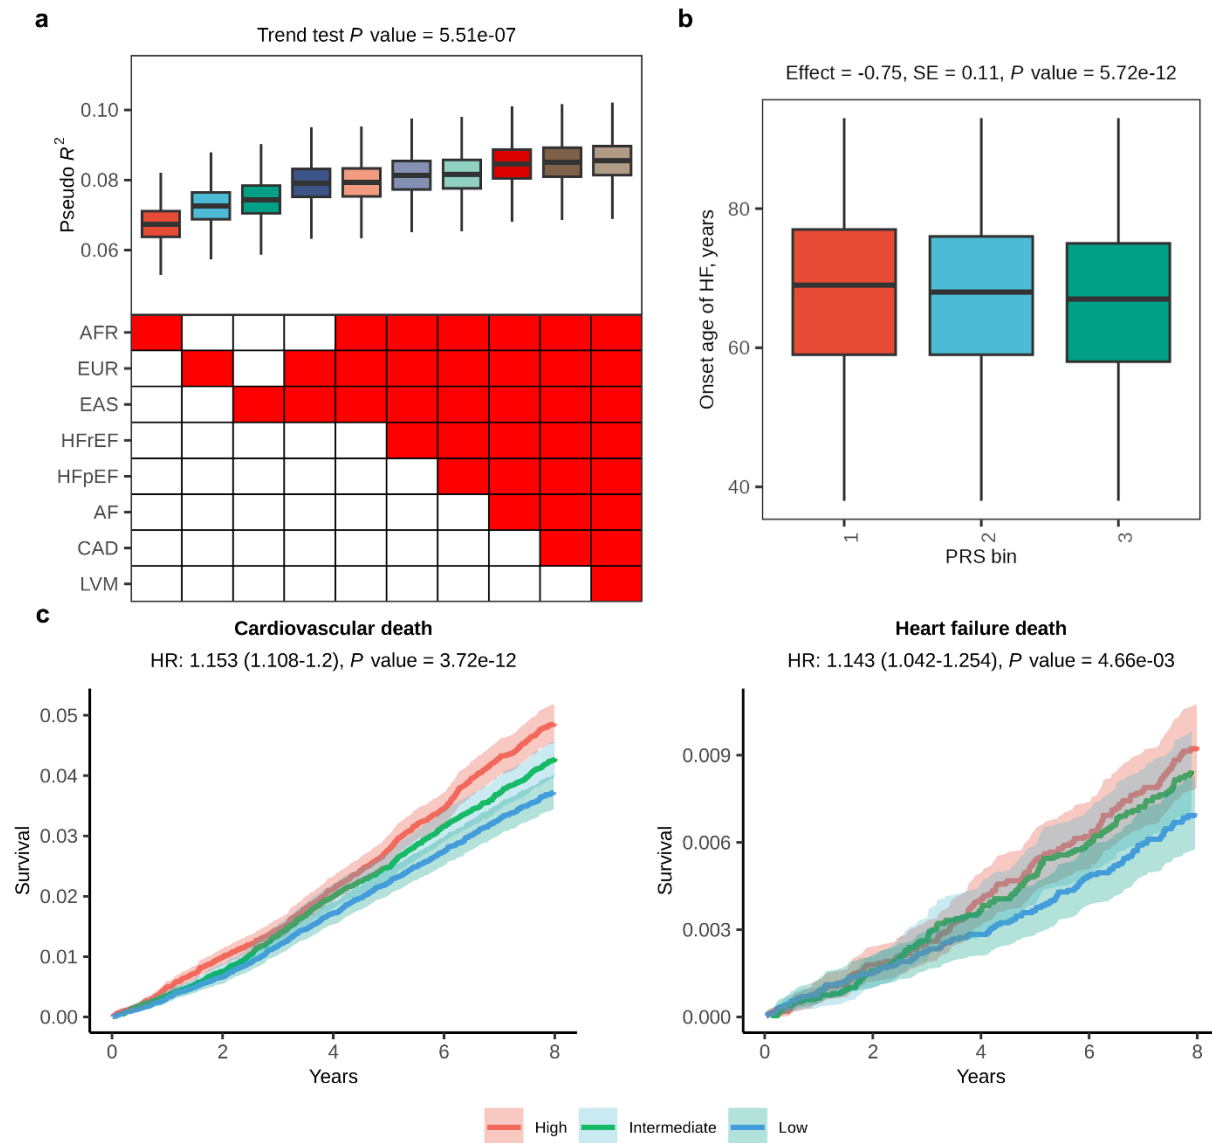 a
Trend test P value = 5.51e-07
Pseudo R²
0.10
0.08
0.06
AFR
EUR
EAS
HFrEF
HFpEF
AF
CAD
LVM
b
Effect = -0.75, SE = 0.11, P value = 5.72e-12
Onset age of HF, years
80
60
40
1
2
3
PRS bin
c
Cardiovascular death
HR: 1.153 (1.108-1.2), P value = 3.72e-12
Survival
0.05
0.04
0.03
0.02
0.01
0.00
0 2 4 6 8
Years
Heart failure death
HR: 1.143 (1.042-1.254), P value = 4.66e-03
Survival
0.009
0.006
0.003
0.000
0 2 4 6 8
Years
High Intermediate Low